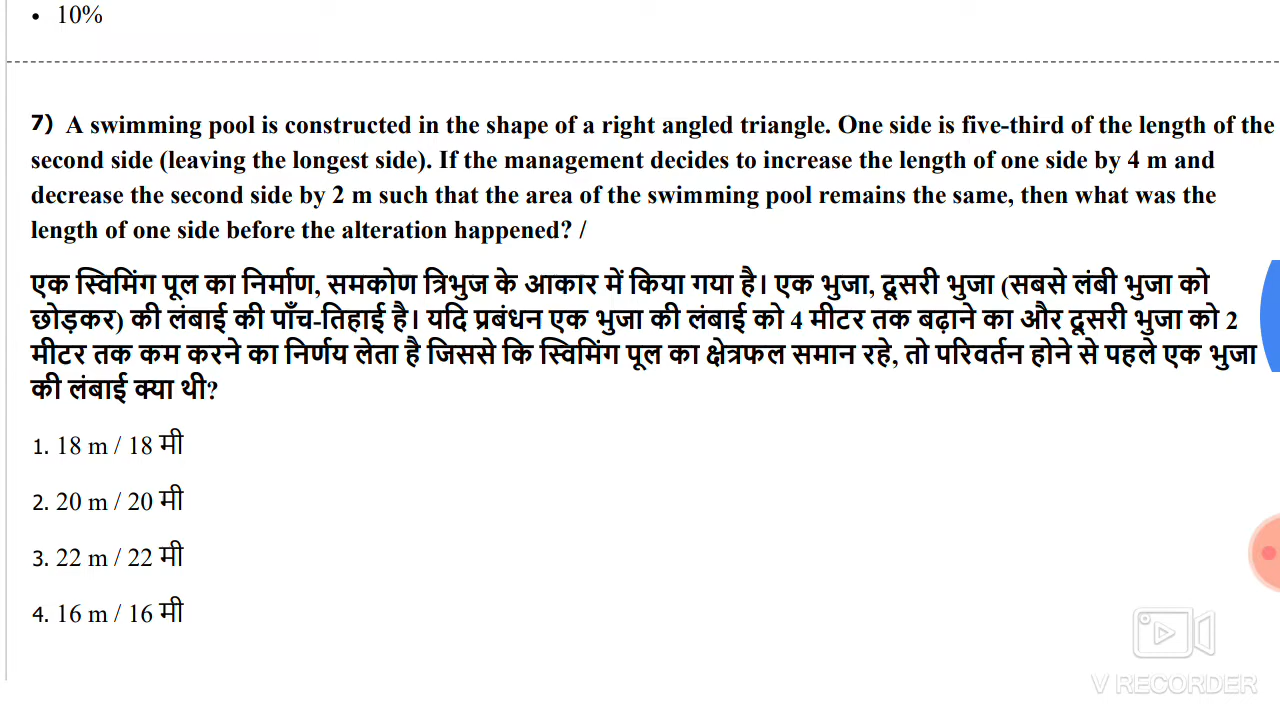 • 10%
7) A swimming pool is constructed in the shape of a right angled triangle. One side is five-third of the length of the
second side (leaving the longest side). If the management decides to increase the length of one side by 4 m and
decrease the second side by 2 m such that the area of the swimming pool remains the same, then what was the
length of one side before the alteration happened? /
एक स्विमिंग पूल का निर्माण, समकोण त्रिभुज के आकार में किया गया है। एक भुजा, दूसरी भुजा (सबसे लंबी भुजा को
छोड़कर) की लंबाई की पाँच-तिहाई है। यदि प्रबंधन एक भुजा की लंबाई को 4 मीटर तक बढ़ाने का और दूसरी भुजा को 2
मीटर तक कम करने का निर्णय लेता है जिससे कि स्विमिंग पूल का क्षेत्रफल समान रहे, तो परिवर्तन होने से पहले एक भुजा
की लंबाई क्या थी?
1. 18 m / 18 मी
2. 20 m / 20 मी
3. 22 m / 22 मी
4. 16 m / 16 मी
V RECORDER